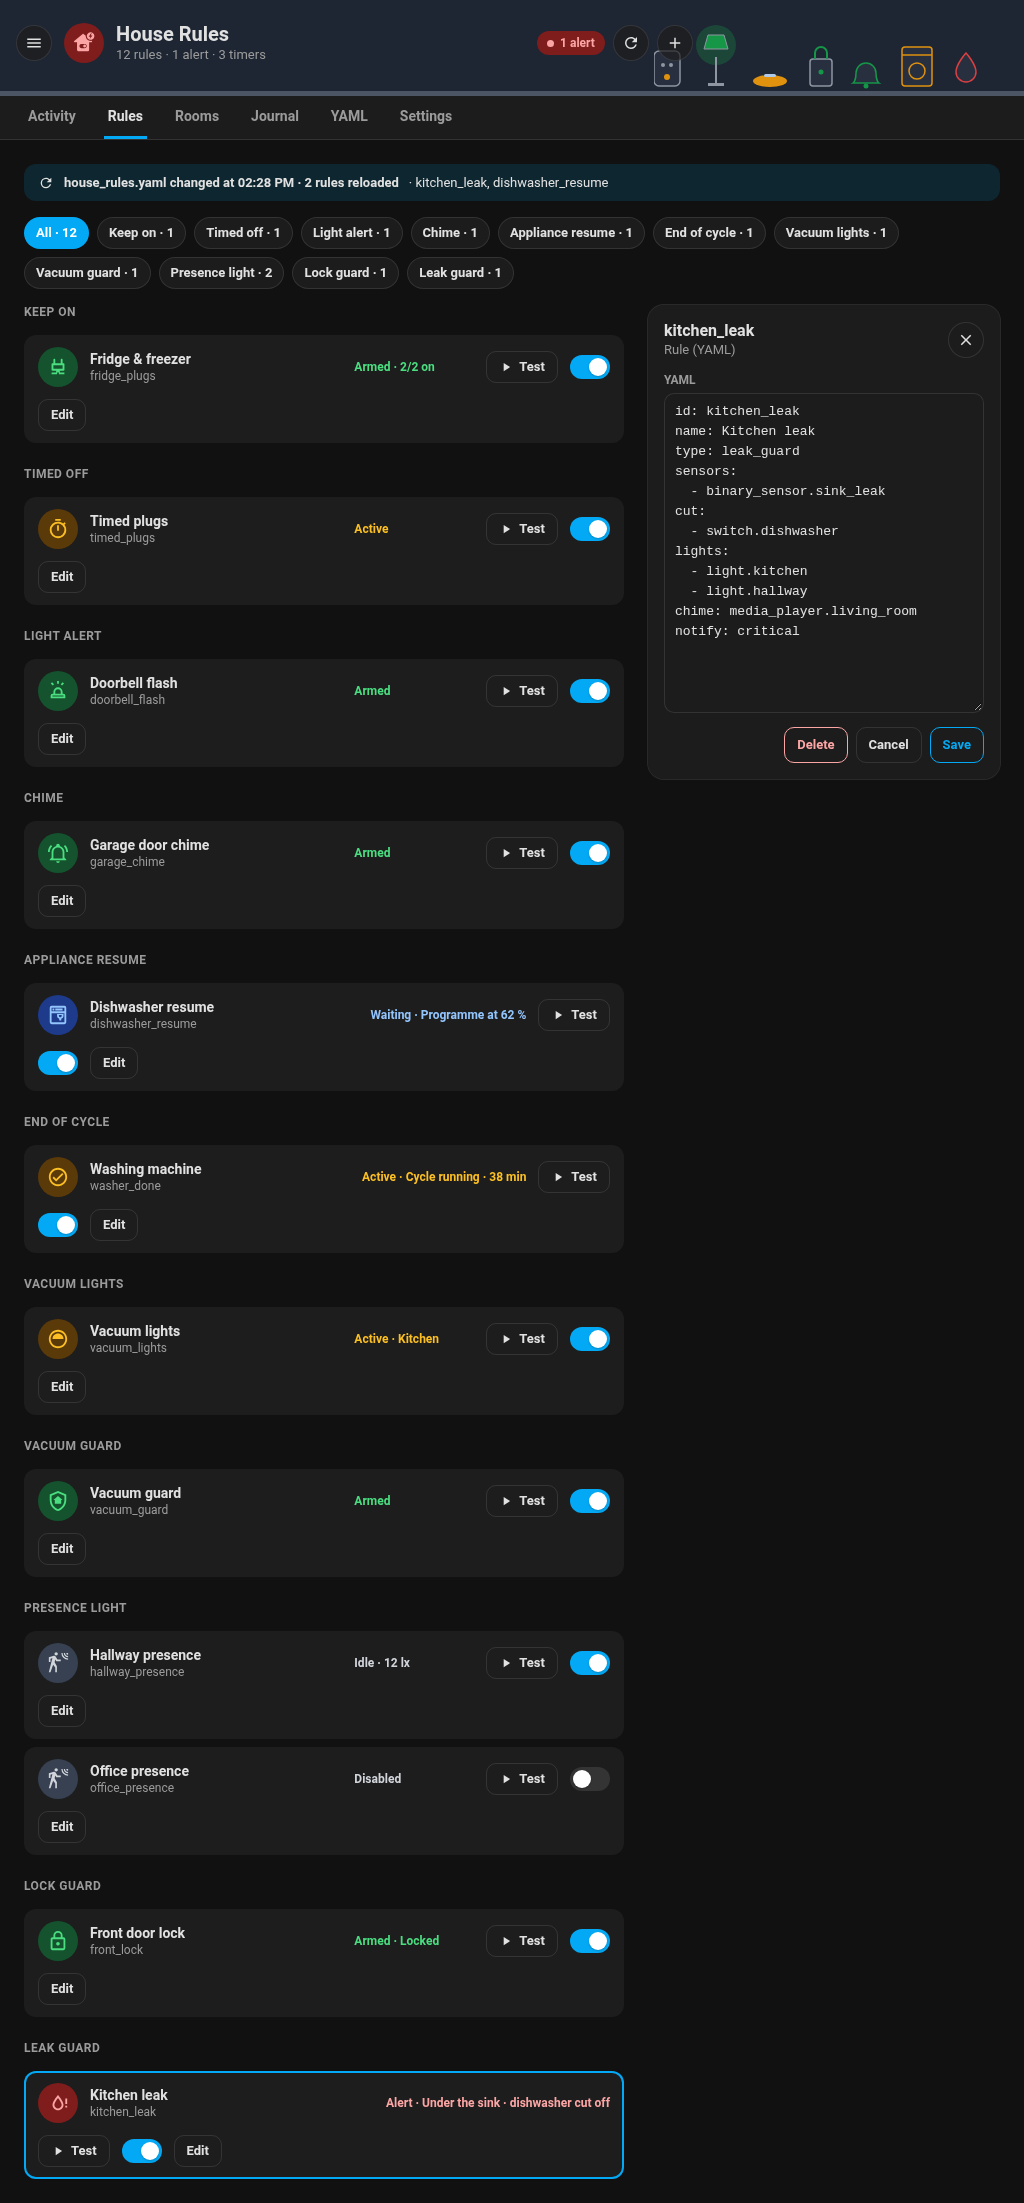 House Rules
12 rules · 1 alert · 3 timers
1 alert
Activity
Rules
Rooms
Journal
YAML
Settings
house_rules.yaml changed at 02:28 PM · 2 rules reloaded · kitchen_leak, dishwasher_resume
All · 12
Keep on · 1
Timed off · 1
Light alert · 1
Chime · 1
Appliance resume · 1
End of cycle · 1
Vacuum lights · 1
Vacuum guard · 1
Presence light · 2
Lock guard · 1
Leak guard · 1
KEEP ON
Fridge & freezer
fridge_plugs
Armed · 2/2 on
Test
Edit
TIMED OFF
Timed plugs
timed_plugs
Active
Test
Edit
LIGHT ALERT
Doorbell flash
doorbell_flash
Armed
Test
Edit
CHIME
Garage door chime
garage_chime
Armed
Test
Edit
APPLIANCE RESUME
Dishwasher resume
dishwasher_resume
Waiting · Programme at 62 %
Test
Edit
END OF CYCLE
Washing machine
washer_done
Active · Cycle running · 38 min
Test
Edit
VACUUM LIGHTS
Vacuum lights
vacuum_lights
Active · Kitchen
Test
Edit
VACUUM GUARD
Vacuum guard
vacuum_guard
Armed
Test
Edit
PRESENCE LIGHT
Hallway presence
hallway_presence
Idle · 12 lx
Test
Edit
Office presence
office_presence
Disabled
Test
Edit
LOCK GUARD
Front door lock
front_lock
Armed · Locked
Test
Edit
LEAK GUARD
Kitchen leak
kitchen_leak
Alert · Under the sink · dishwasher cut off
Test
Edit
kitchen_leak
Rule (YAML)
YAML
id: kitchen_leak
name: Kitchen leak
type: leak_guard
sensors:
  - binary_sensor.sink_leak
cut:
  - switch.dishwasher
lights:
  - light.kitchen
  - light.hallway
chime: media_player.living_room
notify: critical
Delete
Cancel
Save